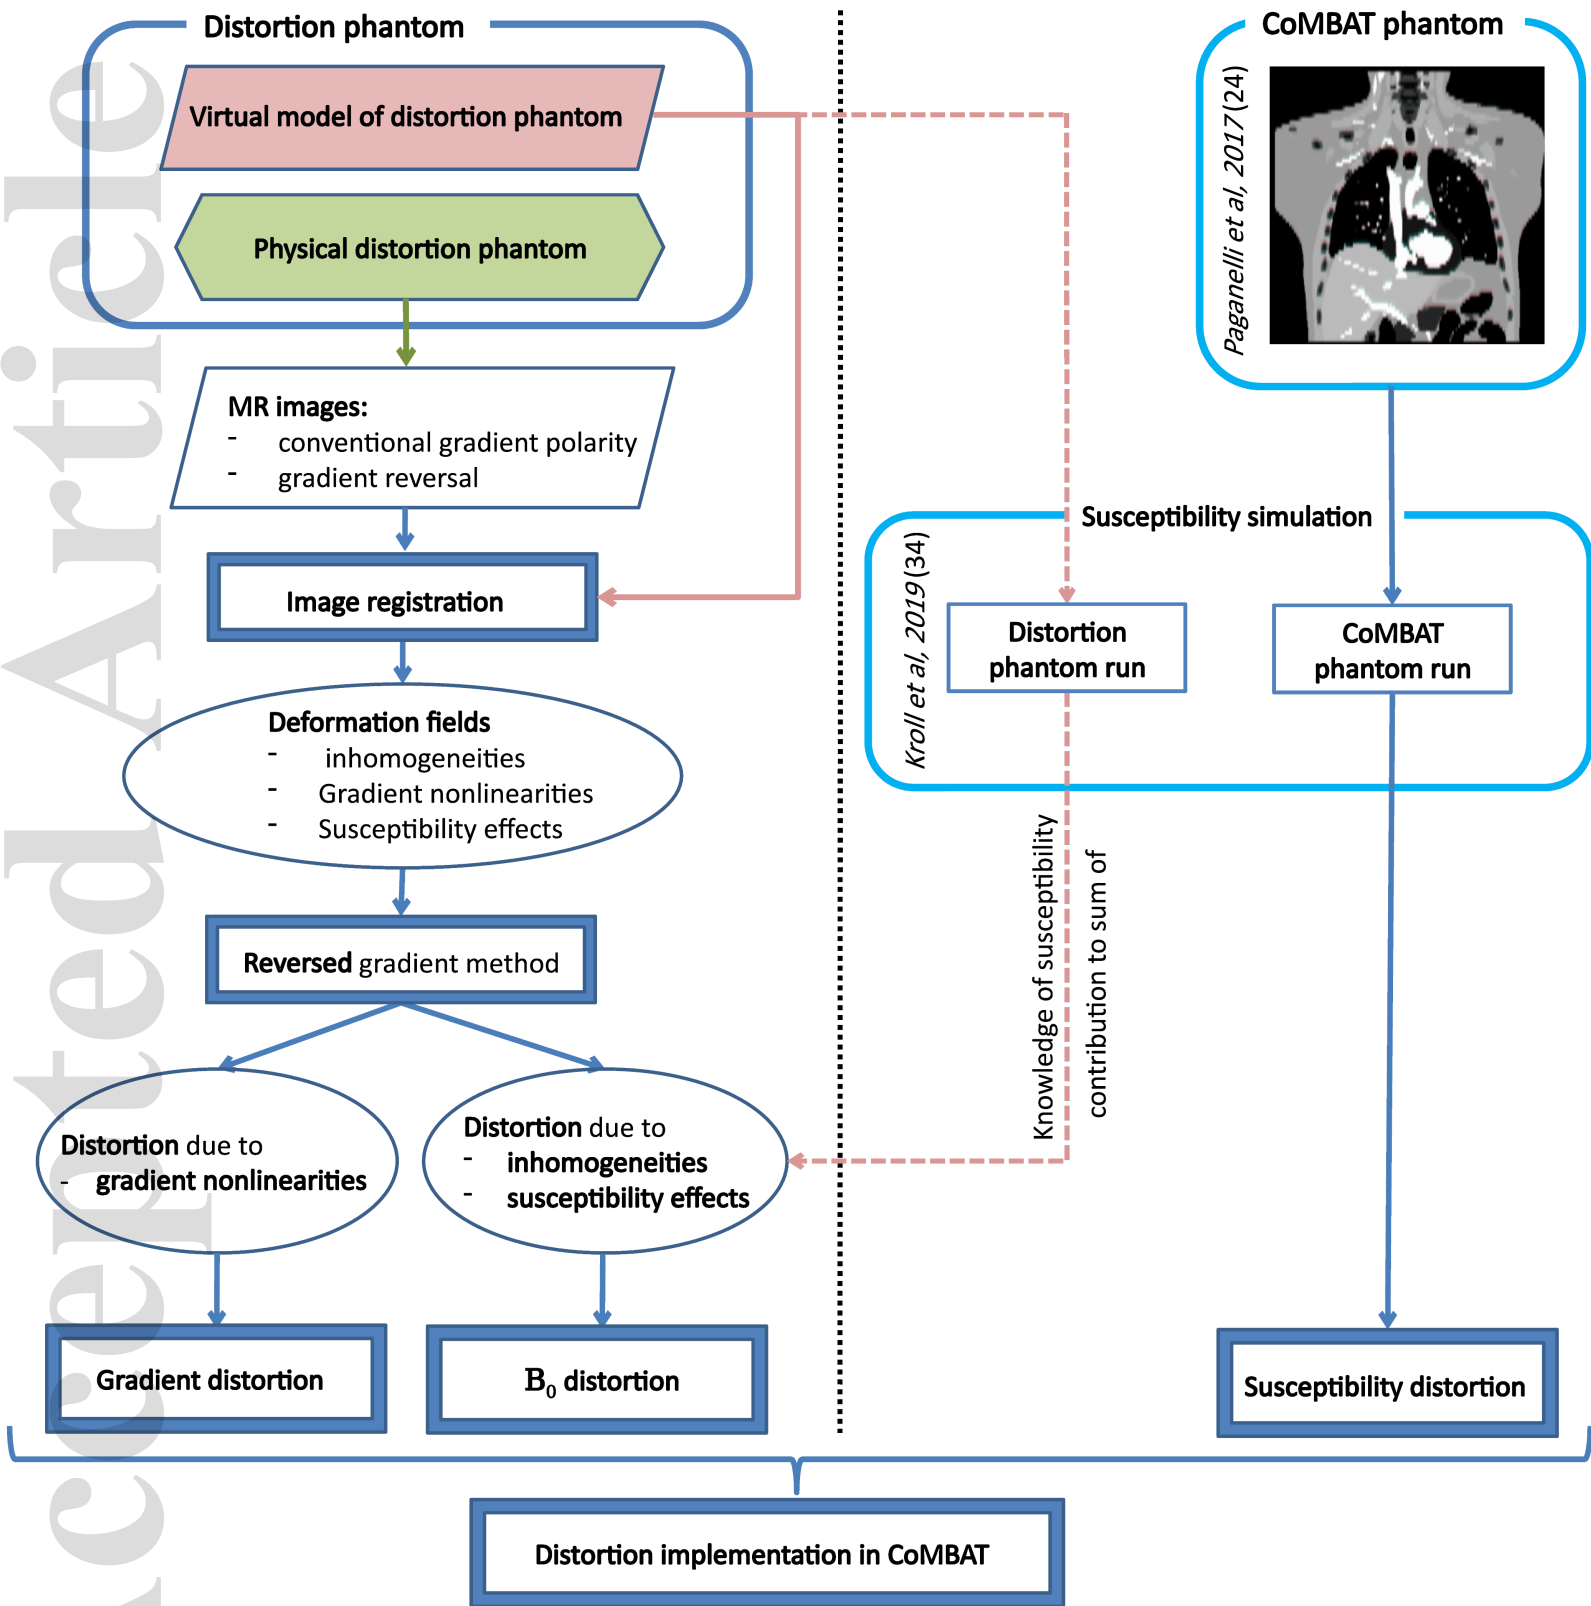 Distortion phantom
Virtual model of distortion phantom
Physical distortion phantom
MR images:
- conventional gradient polarity
- gradient reversal
Image registration
Deformation fields
- inhomogeneities
- Gradient nonlinearities
- Susceptibility effects
Reversed gradient method
Distortion due to
- gradient nonlinearities
Distortion due to
- inhomogeneities
- susceptibility effects
Gradient distortion
B₀ distortion
CoMBAT phantom
Paganelli et al, 2017(24)
Susceptibility simulation
Kroll et al, 2019(34)
Distortion
phantom run
CoMBAT
phantom run
Knowledge of susceptibility
contribution to sum of
Susceptibility distortion
Distortion implementation in CoMBAT
ccepted Article